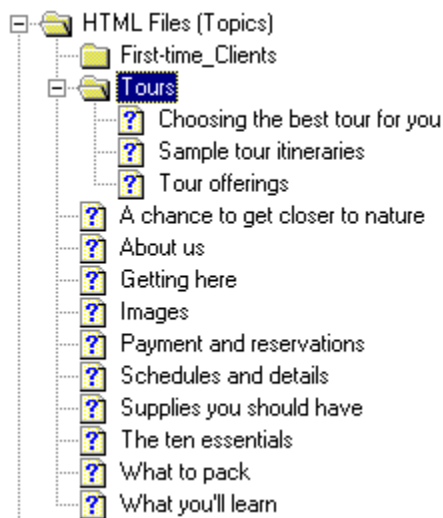 HTML Files (Topics)
First-time_Clients
Tours
Choosing the best tour for you
Sample tour itineraries
Tour offerings
A chance to get closer to nature
About us
Getting here
Images
Payment and reservations
Schedules and details
Supplies you should have
The ten essentials
What to pack
What you'll learn